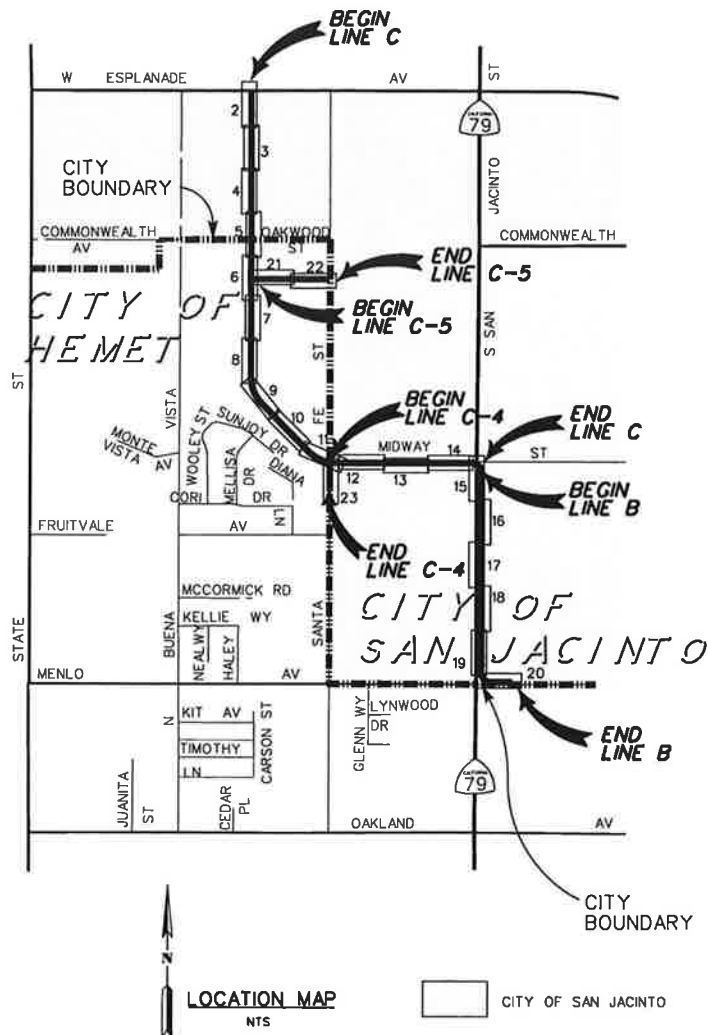 BEGIN
LINE C
W ESPLANADE AV
ST
CALIFORNIA
79
2
3
4
CITY
BOUNDARY
JACINTO
COMMONWEALTH
AV
5
OAKWOOD
ST
COMMONWEALTH
6
21
22
END
LINE C-5
CITY OF
HEMET
BEGIN
LINE C-5
7
8
ST
S SAN
ST
VISTA
9
10
FE
BEGIN
LINE C-4
END
LINE C
MONTE
VISTA AV
WOOLEY ST
SUNJOY DR
MELLISA
DR
DIANA
LN
11
MIDWAY
ST
12
13
14
15
BEGIN
LINE B
CORI DR
23
16
FRUITVALE AV
END
LINE C-4
17
MCCORMICK RD
18
CITY OF
SAN JACINTO
KELLIE WY
NEALWY
HALEY
BUENA
SANTA
STATE
19
20
MENLO AV
N
KIT AV
TIMOTHY
LN
CARSON ST
GLENN WY
LYNWOOD
DR
END
LINE B
CALIFORNIA
79
JUANITA
ST
CEDAR
PL
OAKLAND AV
CITY
BOUNDARY
N
LOCATION MAP
NTS
CITY OF SAN JACINTO